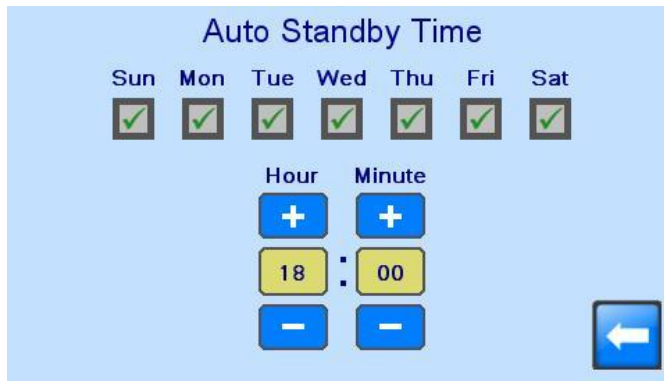 Auto Standby Time
Sun Mon Tue Wed Thu Fri Sat
Hour Minute
+ +
18 : 00
− −